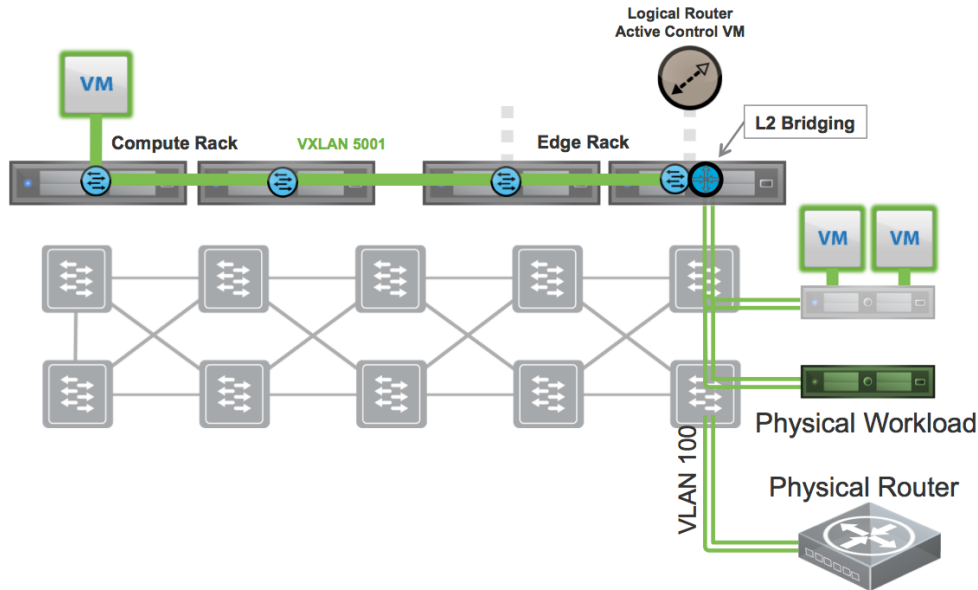 Logical Router
Active Control VM
VM
L2 Bridging
Compute Rack
VXLAN 5001
Edge Rack
VM
VM
Physical Workload
VLAN 100
Physical Router